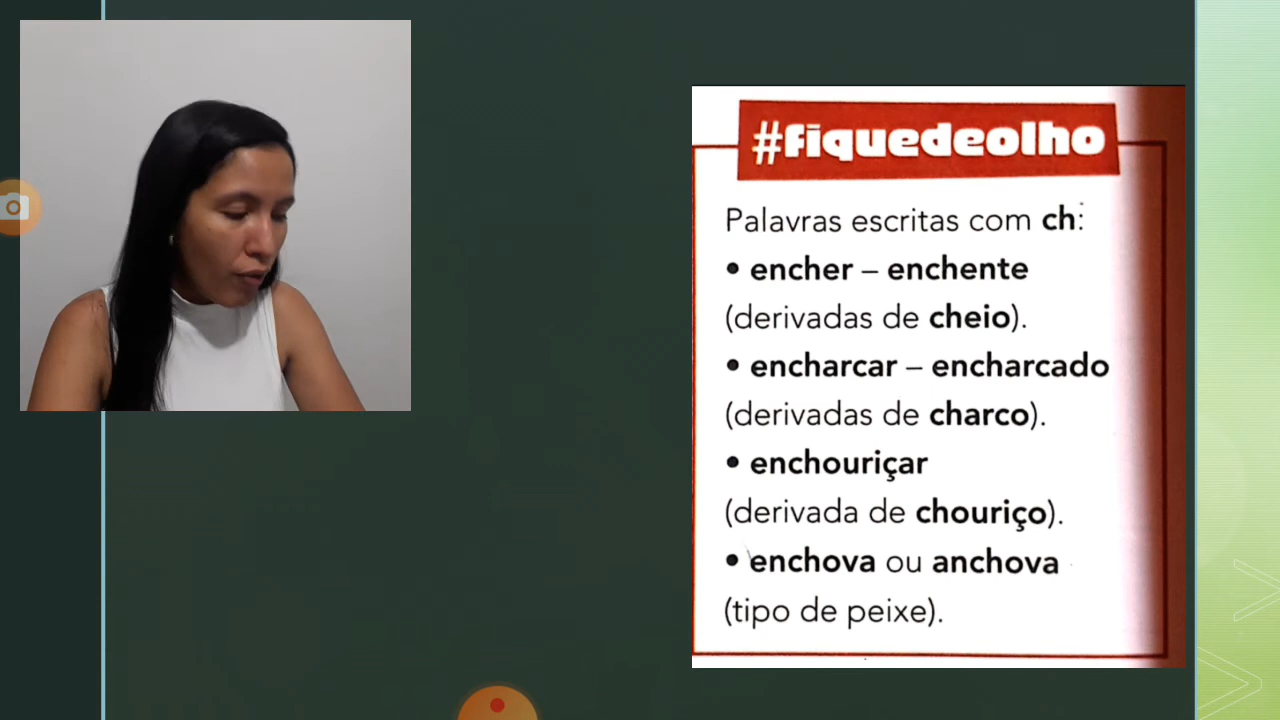 #fiquedeolho
Palavras escritas com ch:
• encher – enchente
(derivadas de cheio).
• encharcar – encharcado
(derivadas de charco).
• enchouriçar
(derivada de chouriço).
• enchova ou anchova
(tipo de peixe).